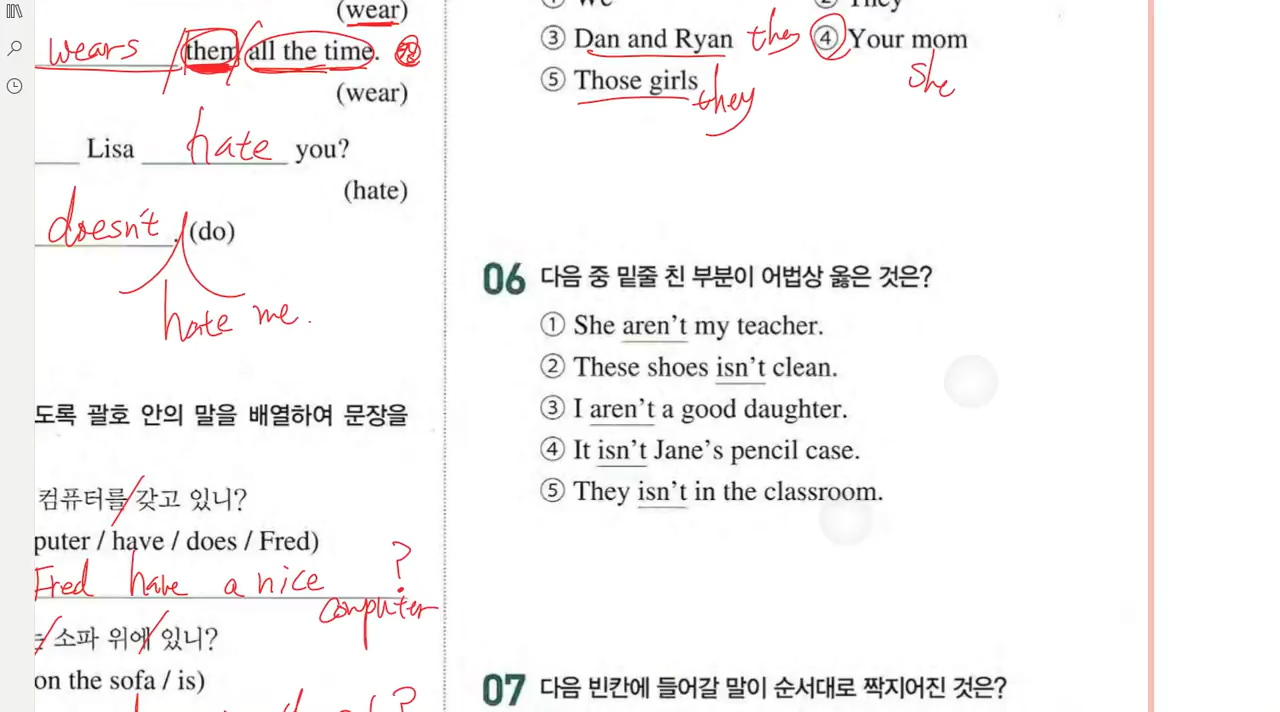 (wear)
wears them all the time.
(wear)
Lisa hate you?
(hate)
doesn't. (do)
hate me.
도록 괄호 안의 말을 배열하여 문장을
컴퓨터를 갖고 있니?
puter / have / does / Fred)
Fred have a nice ?
computer
소파 위에 있니?
on the sofa / is)
① We ② They
③ Dan and Ryan they ④ Your mom
she
⑤ Those girls they
06 다음 중 밑줄 친 부분이 어법상 옳은 것은?
① She aren't my teacher.
② These shoes isn't clean.
③ I aren't a good daughter.
④ It isn't Jane's pencil case.
⑤ They isn't in the classroom.
07 다음 빈칸에 들어갈 말이 순서대로 짝지어진 것은?